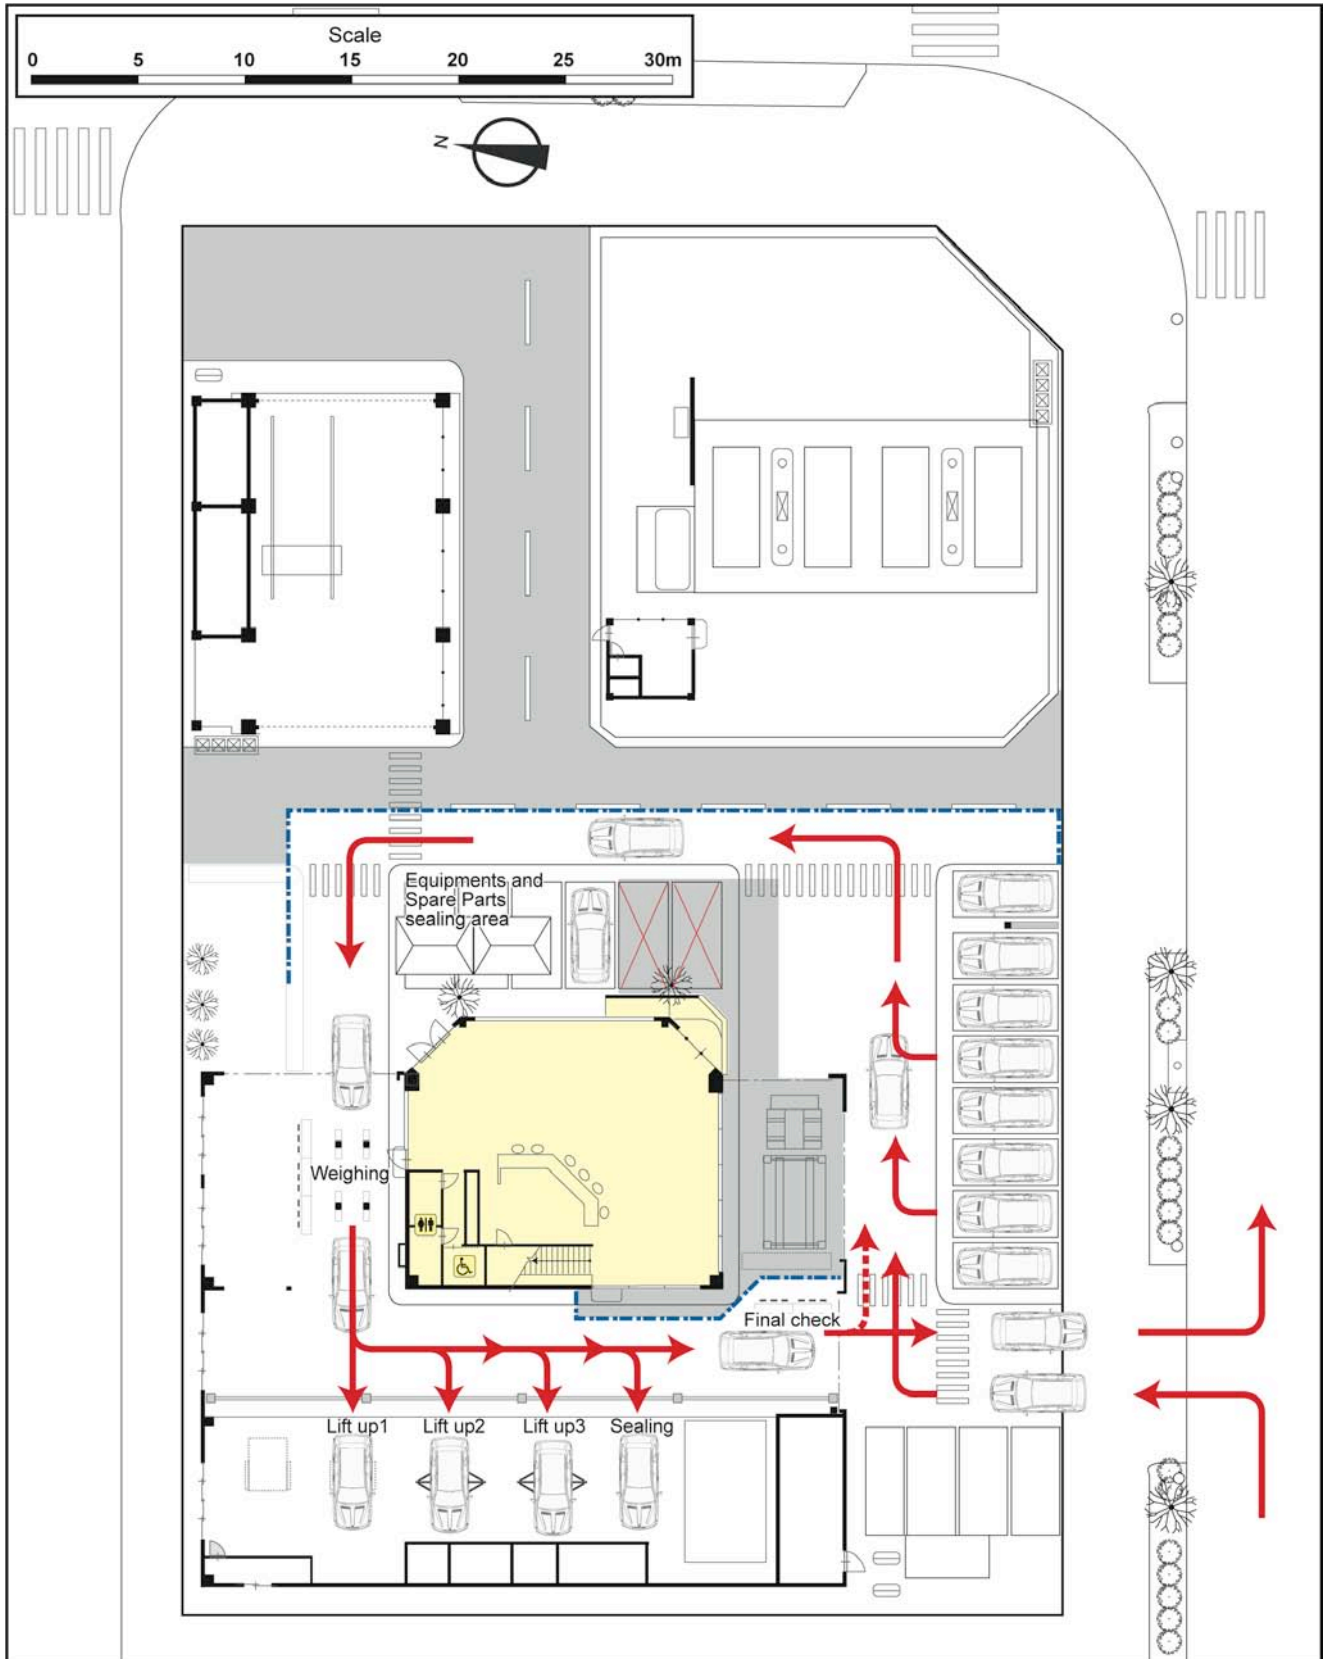 Scale
0 5 10 15 20 25 30m
N
Equipments and
Spare Parts
sealing area
Weighing
Final check
Lift up1 Lift up2 Lift up3 Sealing